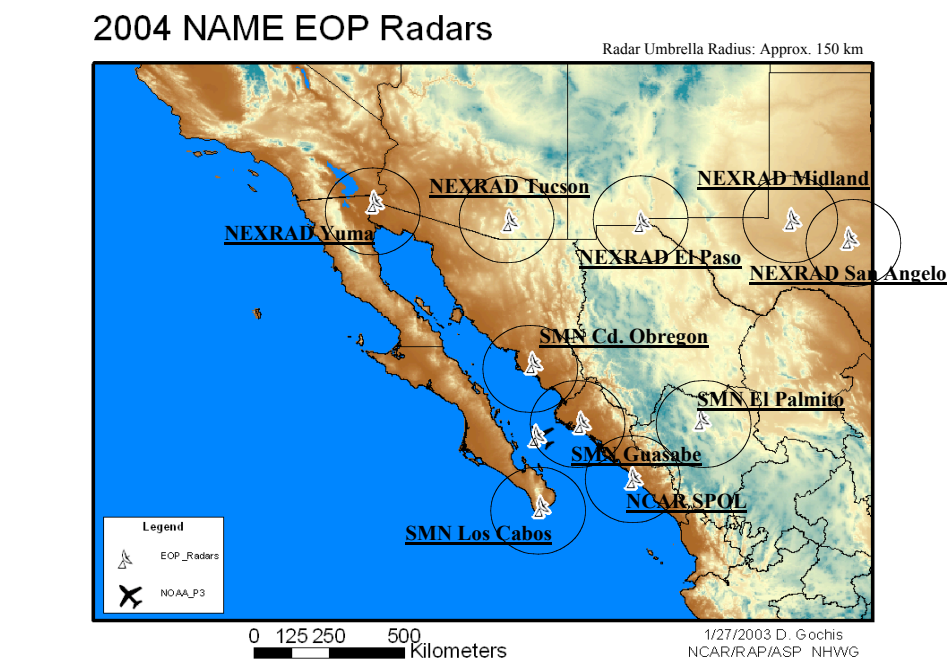 2004 NAME EOP Radars
Radar Umbrella Radius: Approx. 150 km
NEXRAD Midland
NEXRAD Tucson
NEXRAD Yuma
NEXRAD El Paso
NEXRAD San Angelo
SMN Cd. Obregon
SMN El Palmito
SMN Guasabe
NCAR SPOL
SMN Los Cabos
Legend
EOP_Radars
NOAA_P3
0 125 250 500
Kilometers
1/27/2003 D. Gochis
NCAR/RAP/ASP NHWG